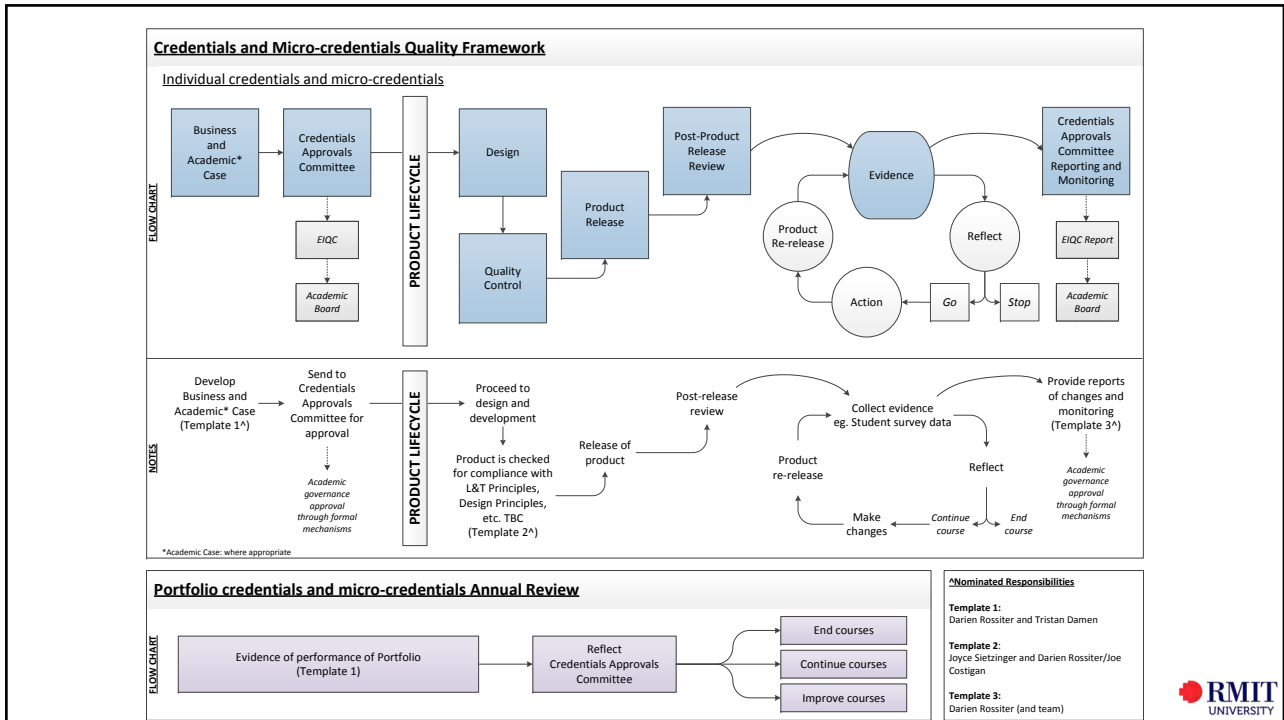 Credentials and Micro-credentials Quality Framework
Individual credentials and micro-credentials
FLOW CHART
Business
and
Academic*
Case
Credentials
Approvals
Committee
EIQC
Academic
Board
PRODUCT LIFECYCLE
Design
Quality
Control
Product
Release
Post-Product
Release
Review
Evidence
Product
Re-release
Reflect
Action
Go
Stop
Credentials
Approvals
Committee
Reporting and
Monitoring
EIQC Report
Academic
Board
NOTES
Develop
Business and
Academic* Case
(Template 1^)
Send to
Credentials
Approvals
Committee for
approval
Academic
governance
approval
through formal
mechanisms
PRODUCT LIFECYCLE
Proceed to
design and
development
Product is checked
for compliance with
L&T Principles,
Design Principles,
etc. TBC
(Template 2^)
Release of
product
Post-release
review
Collect evidence
eg. Student survey data
Product
re-release
Reflect
Make
changes
Continue
course
End
course
Provide reports
of changes and
monitoring
(Template 3^)
Academic
governance
approval
through formal
mechanisms
*Academic Case: where appropriate
Portfolio credentials and micro-credentials Annual Review
FLOW CHART
Evidence of performance of Portfolio
(Template 1)
Reflect
Credentials Approvals
Committee
End courses
Continue courses
Improve courses
^Nominated Responsibilities
Template 1:
Darien Rossiter and Tristan Damen
Template 2:
Joyce Sietzinger and Darien Rossiter/Joe
Costigan
Template 3:
Darien Rossiter (and team)
RMIT
UNIVERSITY